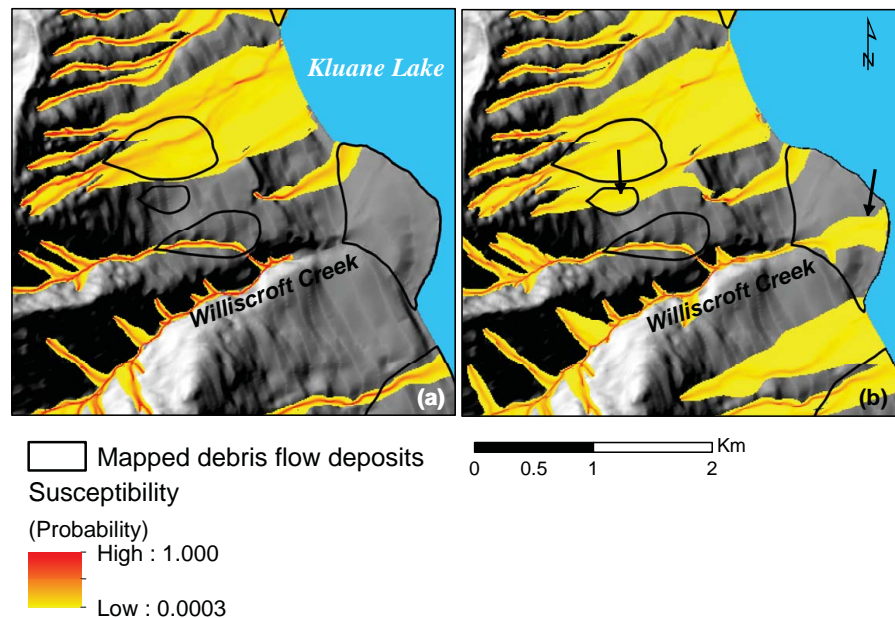 Kluane Lake
N
Williscroft Creek
(a)
Williscroft Creek
(b)
Mapped debris flow deposits
Susceptibility
(Probability)
High : 1.000
Low : 0.0003
Km
0 0.5 1 2